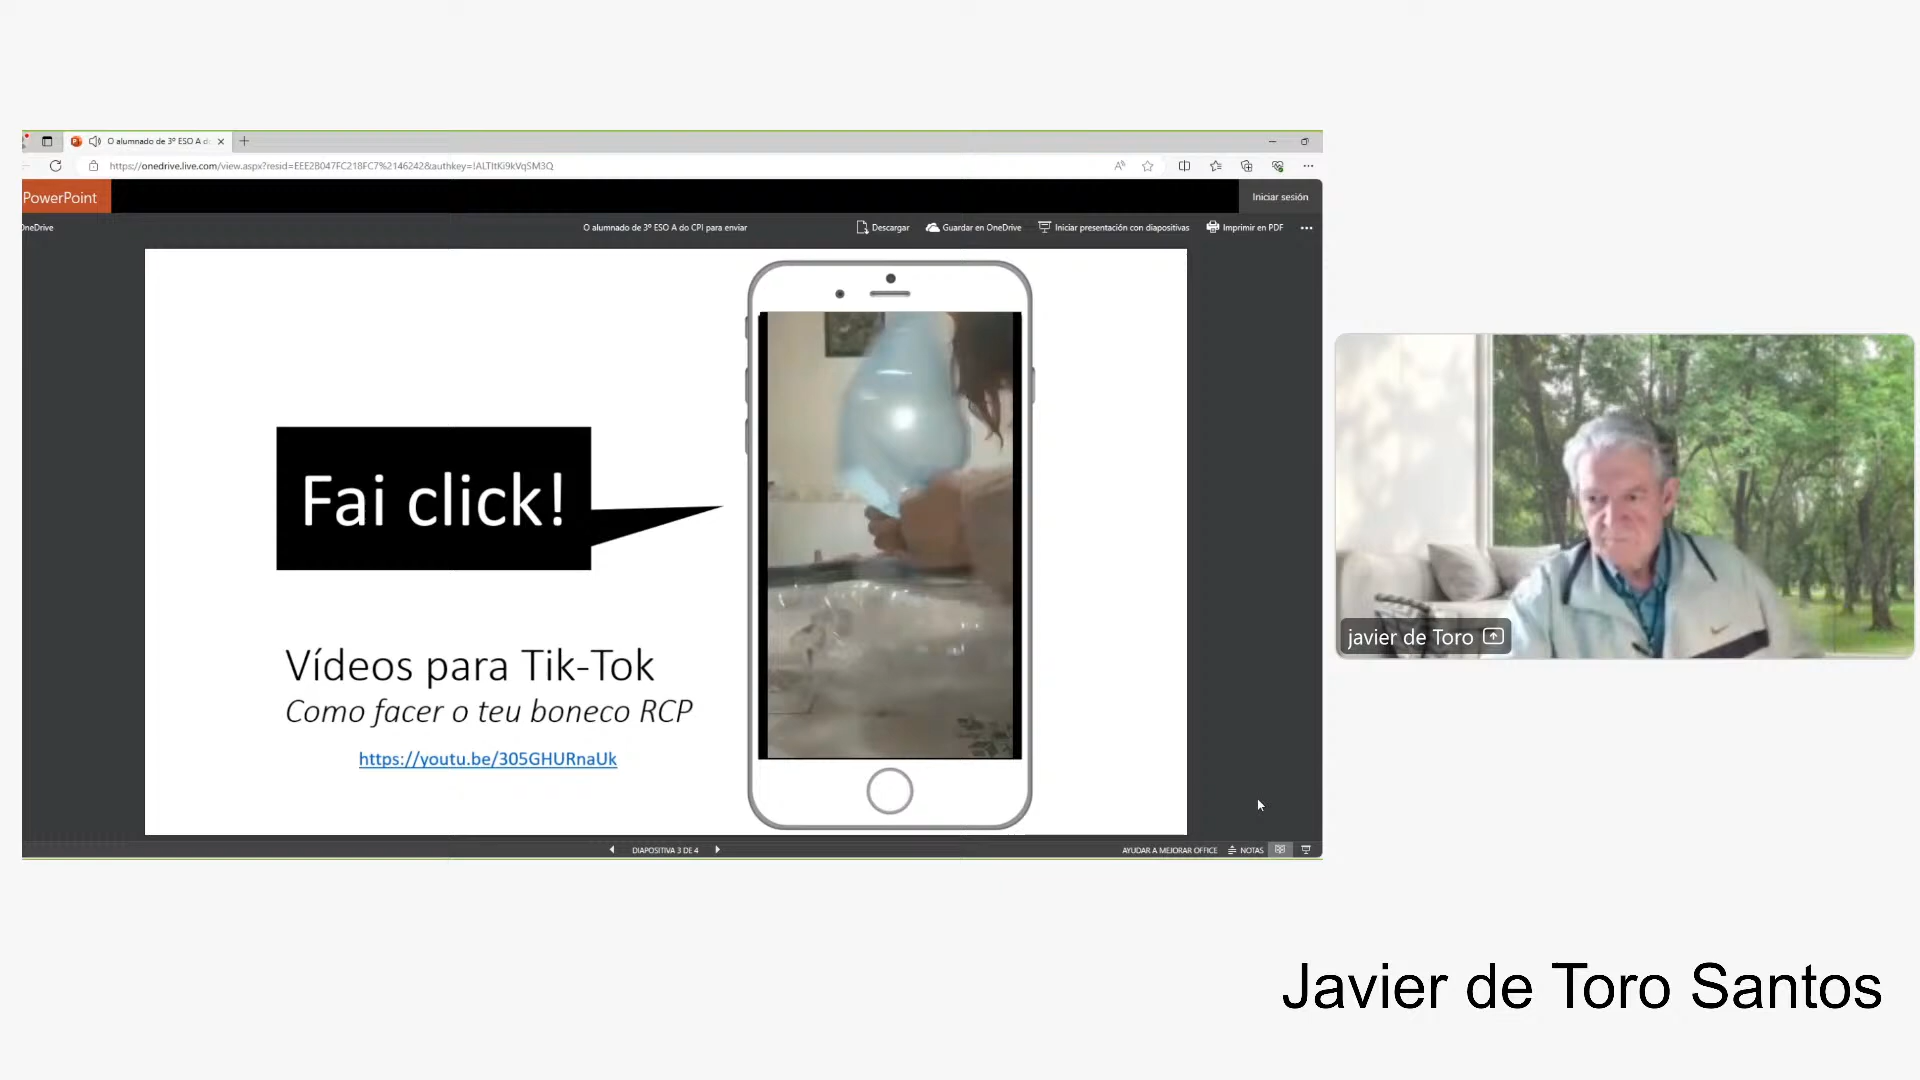 O alumnado de 3º ESO A d
https://onedrive.live.com/view.aspx?resid=EEE2B047FC218FC7%2146242&authkey=!ALTItKi9kVqSM3Q
PowerPoint
Iniciar sesión
OneDrive
O alumnado de 3º ESO A do CPI para enviar
Descargar
Guardar en OneDrive
Iniciar presentación con diapositivas
Imprimir en PDF
Fai click!
Vídeos para Tik-Tok
Como facer o teu boneco RCP
https://youtu.be/305GHURnaUk
DIAPOSITIVA 3 DE 4
AYUDAR A MEJORAR OFFICE
NOTAS
javier de Toro
Javier de Toro Santos